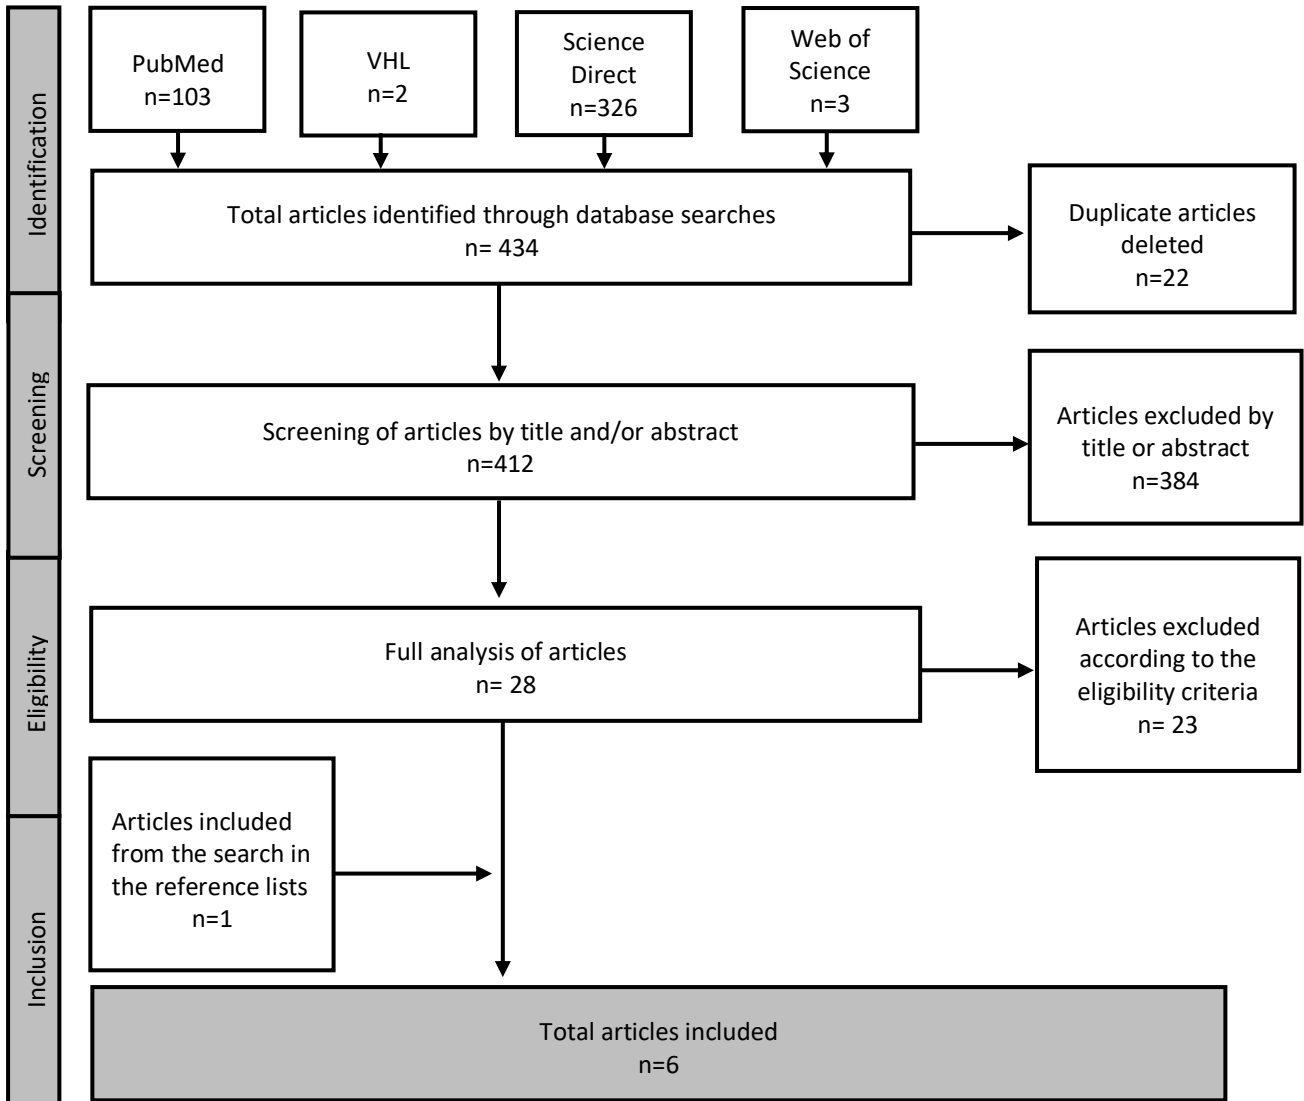 Identification
PubMed
n=103
VHL
n=2
Science
Direct
n=326
Web of
Science
n=3
Total articles identified through database searches
n= 434
Duplicate articles
deleted
n=22
Screening
Screening of articles by title and/or abstract
n=412
Articles excluded by
title or abstract
n=384
Eligibility
Full analysis of articles
n= 28
Articles excluded
according to the
eligibility criteria
n= 23
Inclusion
Articles included
from the search in
the reference lists
n=1
Total articles included
n=6